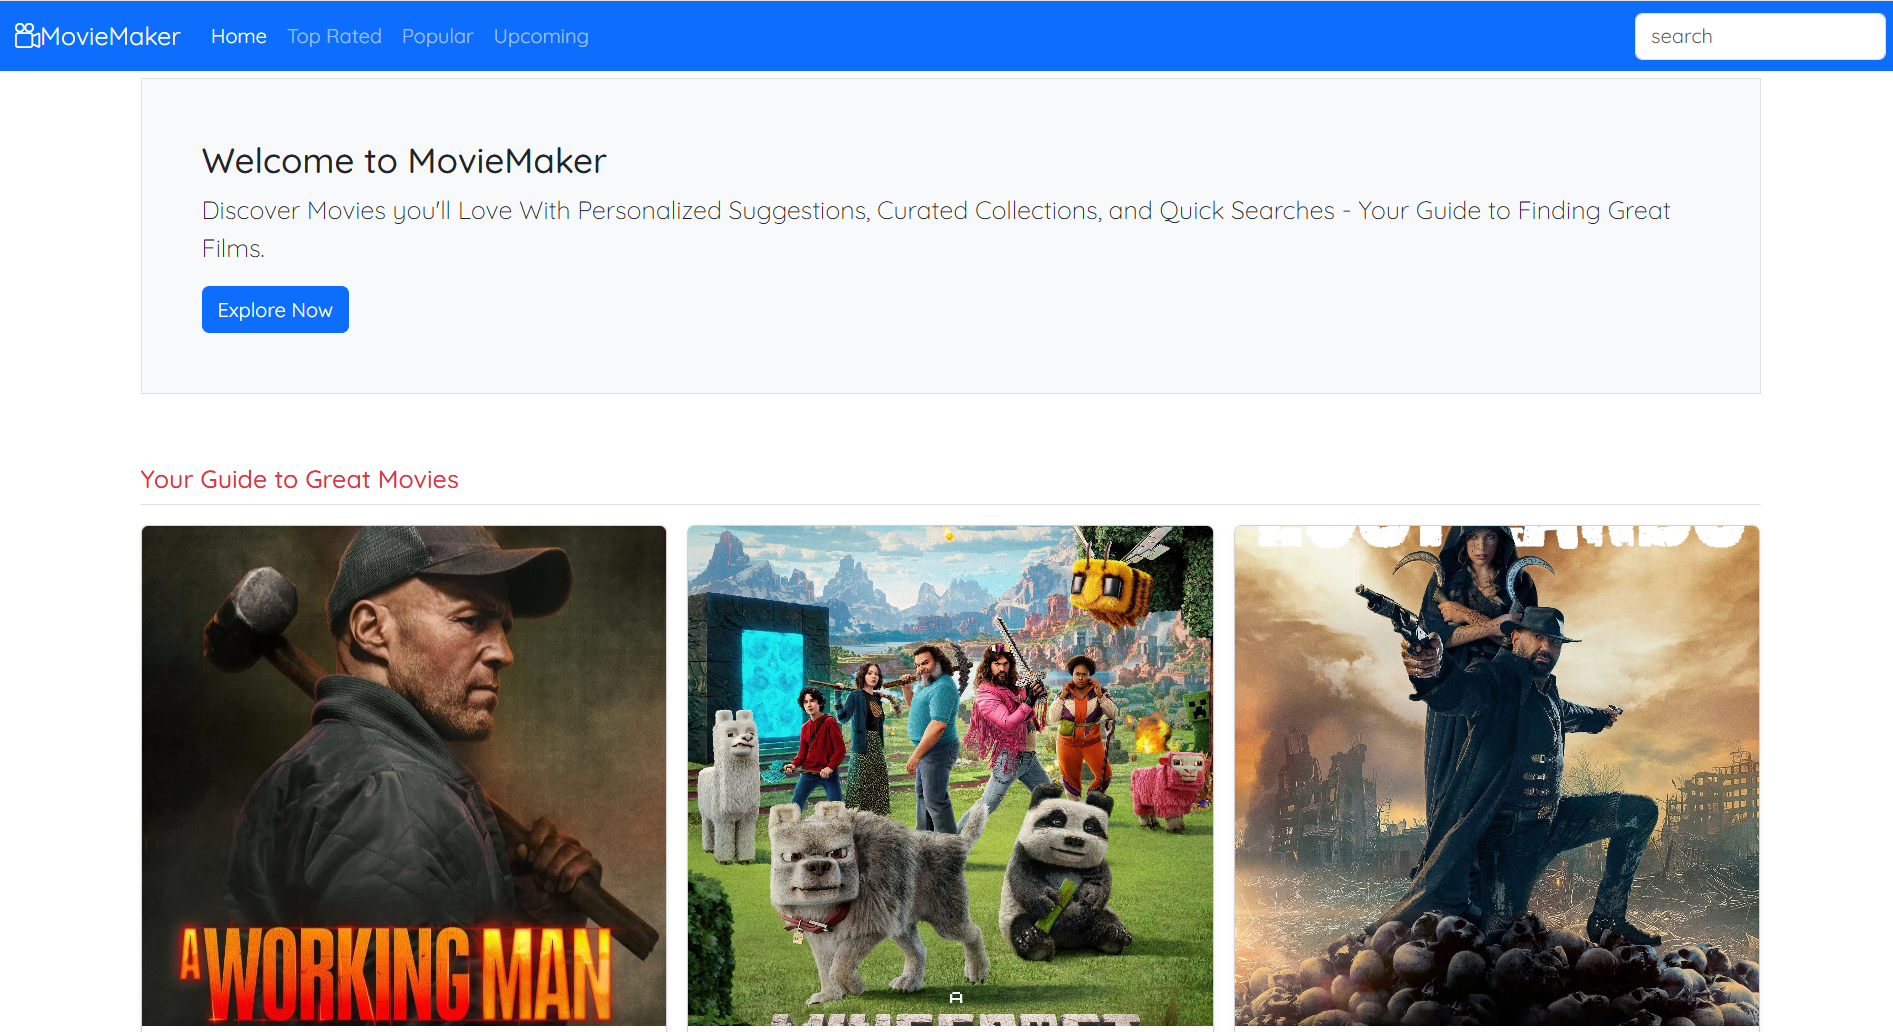 MovieMaker Home Top Rated Popular Upcoming search
Welcome to MovieMaker
Discover Movies you'll Love With Personalized Suggestions, Curated Collections, and Quick Searches - Your Guide to Finding Great
Films.
Explore Now
Your Guide to Great Movies
A WORKING MAN
A
MINECRAFT